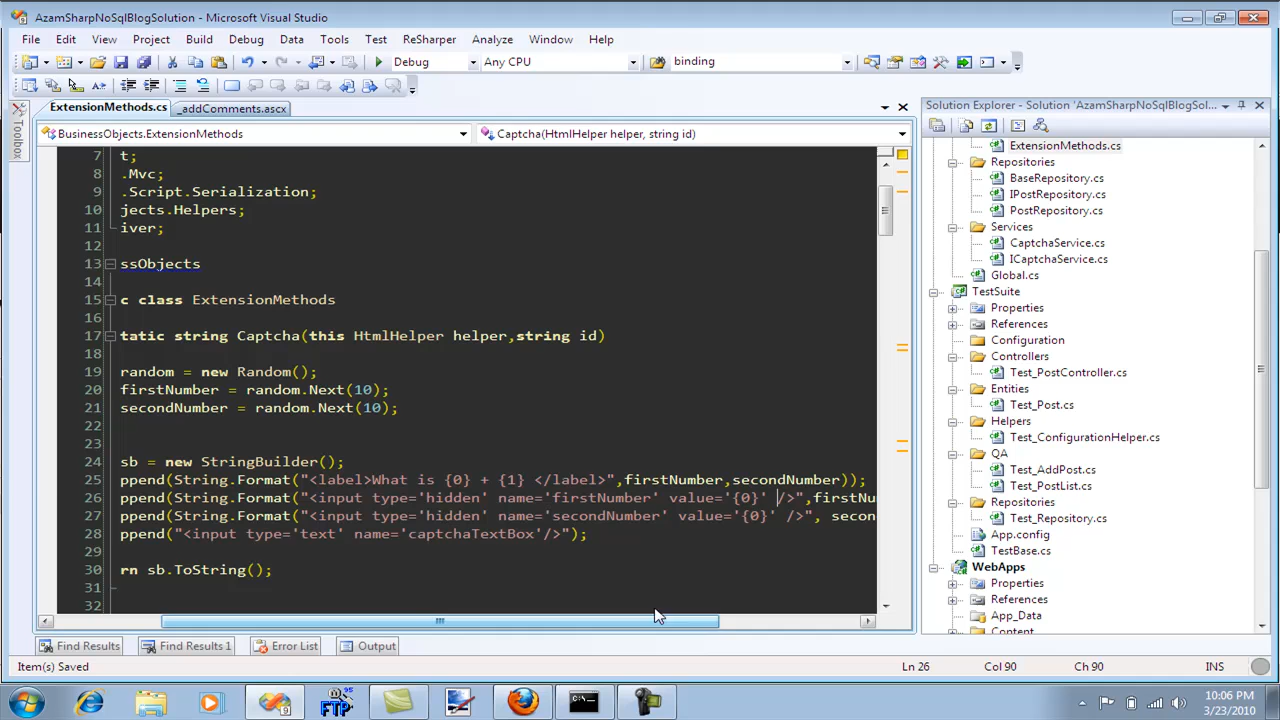 AzamSharpNoSqlBlogSolution - Microsoft Visual Studio
File Edit View Project Build Debug Data Tools Test ReSharper Analyze Window Help
Debug Any CPU binding
ExtensionMethods.cs _addComments.ascx
BusinessObjects.ExtensionMethods Captcha(HtmlHelper helper, string id)
Toolbox
7 t;
8 .Mvc;
9 .Script.Serialization;
10 jects.Helpers;
11 iver;
12
13 ssObjects
14
15 c class ExtensionMethods
16
17 tatic string Captcha(this HtmlHelper helper,string id)
18
19 random = new Random();
20 firstNumber = random.Next(10);
21 secondNumber = random.Next(10);
22
23
24 sb = new StringBuilder();
25 ppend(String.Format("<label>What is {0} + {1} </label>",firstNumber,secondNumber));
26 ppend(String.Format("<input type='hidden' name='firstNumber' value='{0}' />",firstNu
27 ppend(String.Format("<input type='hidden' name='secondNumber' value='{0}' />", secon
28 ppend("<input type='text' name='captchaTextBox'/>");
29
30 rn sb.ToString();
31
32
Solution Explorer - Solution 'AzamSharpNoSqlBlogSol...
ExtensionMethods.cs
Repositories
BaseRepository.cs
IPostRepository.cs
PostRepository.cs
Services
CaptchaService.cs
ICaptchaService.cs
Global.cs
TestSuite
Properties
References
Configuration
Controllers
Test_PostController.cs
Entities
Test_Post.cs
Helpers
Test_ConfigurationHelper.cs
QA
Test_AddPost.cs
Test_PostList.cs
Repositories
Test_Repository.cs
App.config
TestBase.cs
WebApps
Properties
References
App_Data
Content
Find Results Find Results 1 Error List Output
Item(s) Saved Ln 26 Col 90 Ch 90 INS
FTP
10:06 PM
3/23/2010